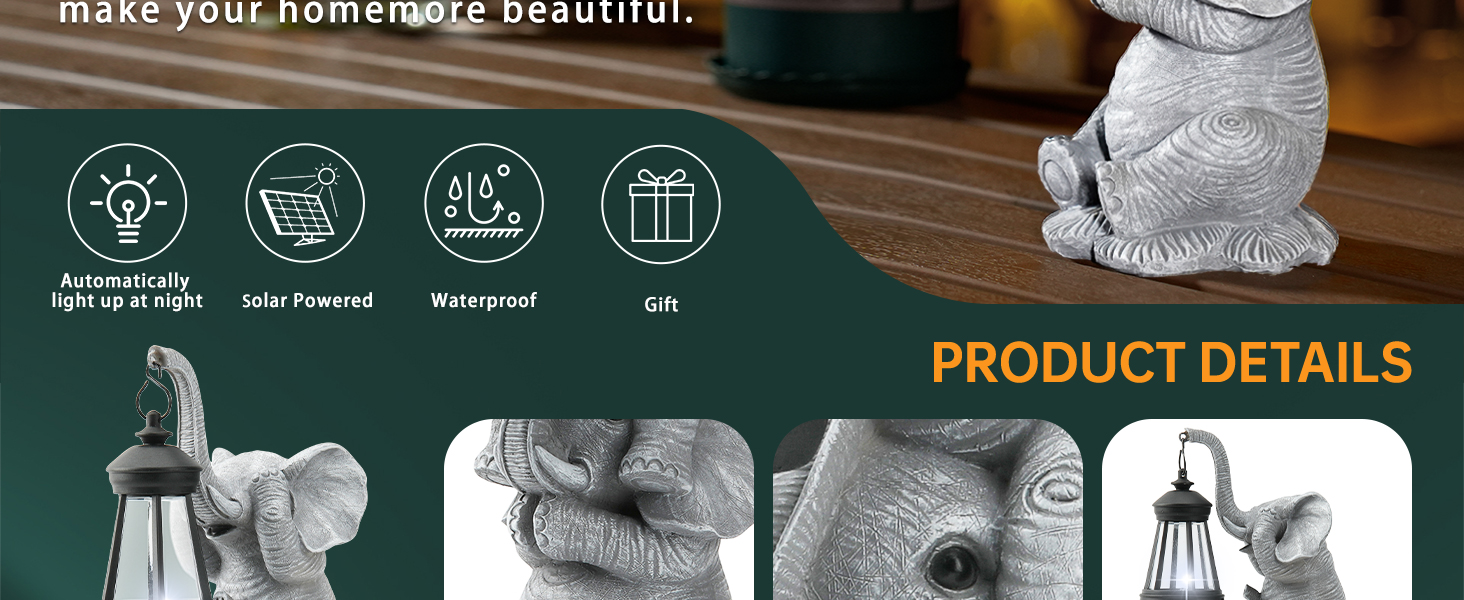 make your homemore beautiful.
Automatically
light up at night
Solar Powered
Waterproof
Gift
PRODUCT DETAILS